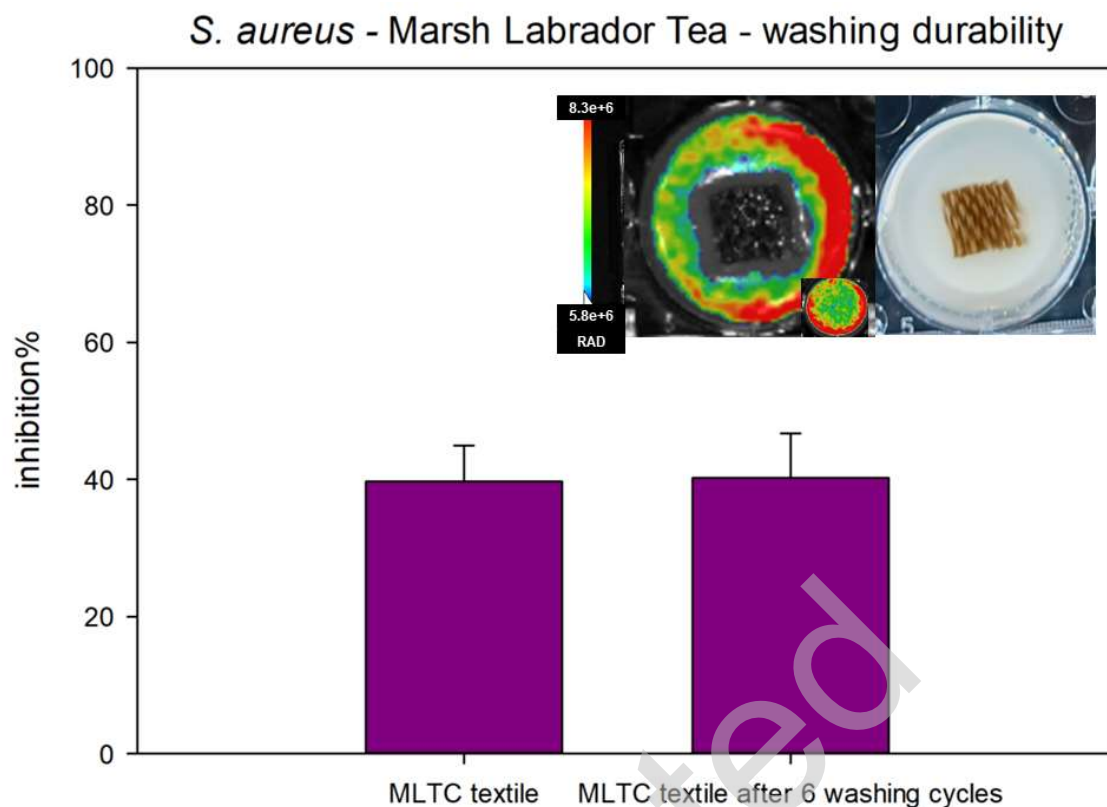 S. aureus - Marsh Labrador Tea - washing durability
100
80
60
40
20
0
inhibition%
8.3e+6
5.8e+6
RAD
5
MLTC textile
MLTC textile after 6 washing cycles
ted